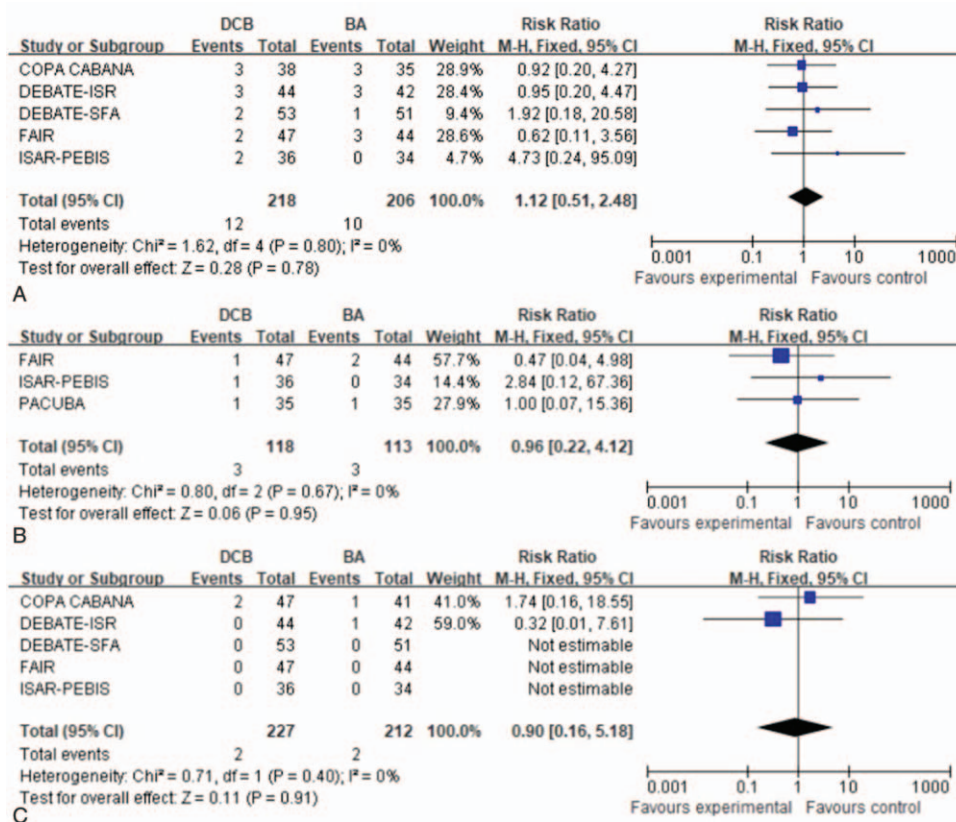 DCB BA Risk Ratio Risk Ratio
Study or Subgroup Events Total Events Total Weight M-H, Fixed, 95% CI M-H, Fixed, 95% CI
COPA CABANA 3 38 3 35 28.9% 0.92 [0.20, 4.27]
DEBATE-ISR 3 44 3 42 28.4% 0.95 [0.20, 4.47]
DEBATE-SFA 2 53 1 51 9.4% 1.92 [0.18, 20.58]
FAIR 2 47 3 44 28.6% 0.62 [0.11, 3.56]
ISAR-PEBIS 2 36 0 34 4.7% 4.73 [0.24, 95.09]
Total (95% CI) 218 206 100.0% 1.12 [0.51, 2.48]
Total events 12 10
Heterogeneity: Chi² = 1.62, df = 4 (P = 0.80); I² = 0%
Test for overall effect: Z = 0.28 (P = 0.78)
0.001 0.1 1 10 1000
Favours experimental Favours control
A
DCB BA Risk Ratio Risk Ratio
Study or Subgroup Events Total Events Total Weight M-H, Fixed, 95% CI M-H, Fixed, 95% CI
FAIR 1 47 2 44 57.7% 0.47 [0.04, 4.98]
ISAR-PEBIS 1 36 0 34 14.4% 2.84 [0.12, 67.36]
PACUBA 1 35 1 35 27.9% 1.00 [0.07, 15.36]
Total (95% CI) 118 113 100.0% 0.96 [0.22, 4.12]
Total events 3 3
Heterogeneity: Chi² = 0.80, df = 2 (P = 0.67); I² = 0%
Test for overall effect: Z = 0.06 (P = 0.95)
0.001 0.1 1 10 1000
Favours experimental Favours control
B
DCB BA Risk Ratio Risk Ratio
Study or Subgroup Events Total Events Total Weight M-H, Fixed, 95% CI M-H, Fixed, 95% CI
COPA CABANA 2 47 1 41 41.0% 1.74 [0.16, 18.55]
DEBATE-ISR 0 44 1 42 59.0% 0.32 [0.01, 7.61]
DEBATE-SFA 0 53 0 51 Not estimable
FAIR 0 47 0 44 Not estimable
ISAR-PEBIS 0 36 0 34 Not estimable
Total (95% CI) 227 212 100.0% 0.90 [0.16, 5.18]
Total events 2 2
Heterogeneity: Chi² = 0.71, df = 1 (P = 0.40); I² = 0%
Test for overall effect: Z = 0.11 (P = 0.91)
0.001 0.1 1 10 1000
Favours experimental Favours control
C